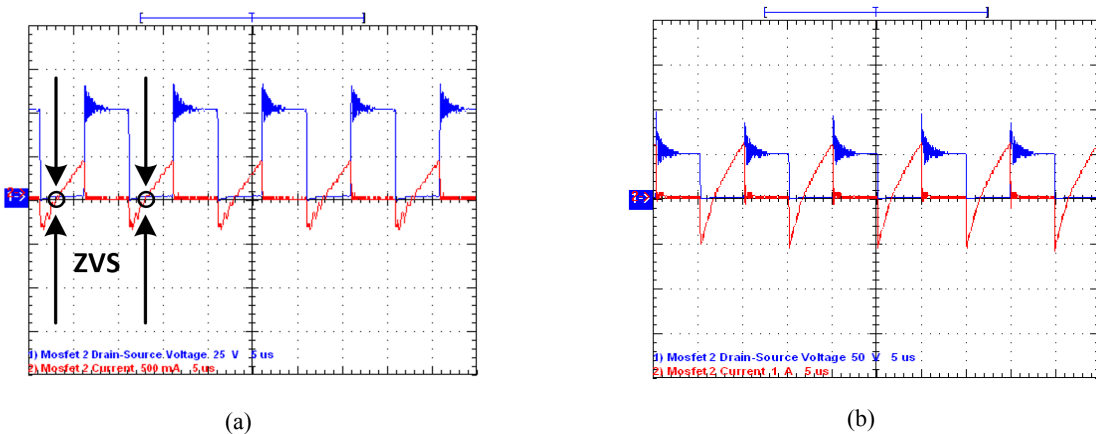 ZVS
1) Mosfet 2 Drain-Source.Voltage. 25 V 5 us
2) Mosfet 2 Current. 500 mA. 5 us
(a)
1) Mosfet 2 Drain-Source Voltage 50 V 5 us
2) Mosfet 2 Current 1 A 5 us
(b)